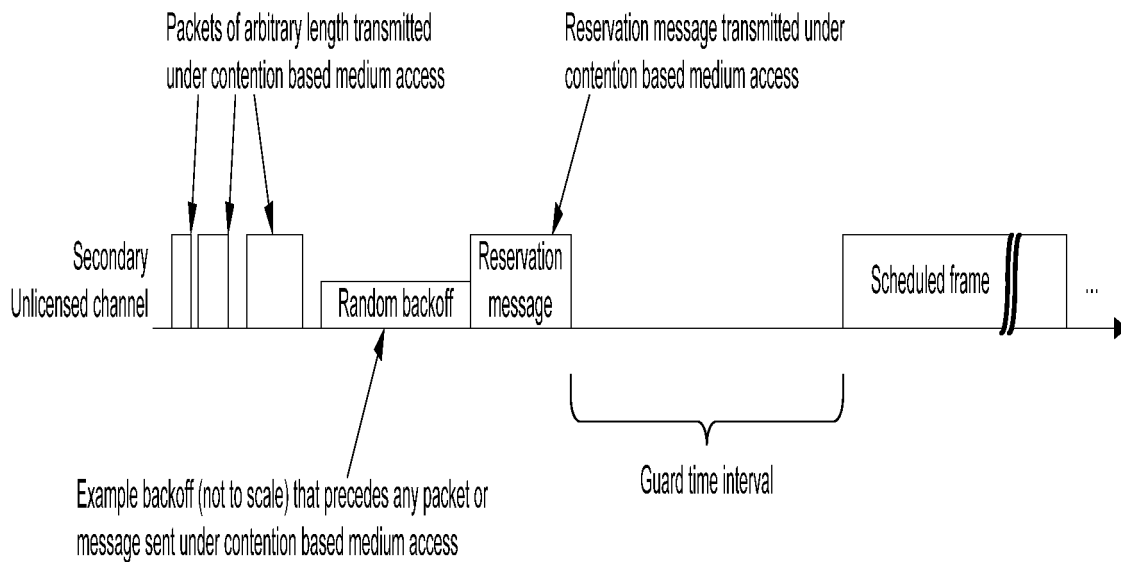 Packets of arbitrary length transmitted
under contention based medium access
Reservation message transmitted under
contention based medium access
Secondary
Unlicensed channel
Random backoff
Reservation
message
Scheduled frame
...
Guard time interval
Example backoff (not to scale) that precedes any packet or
message sent under contention based medium access